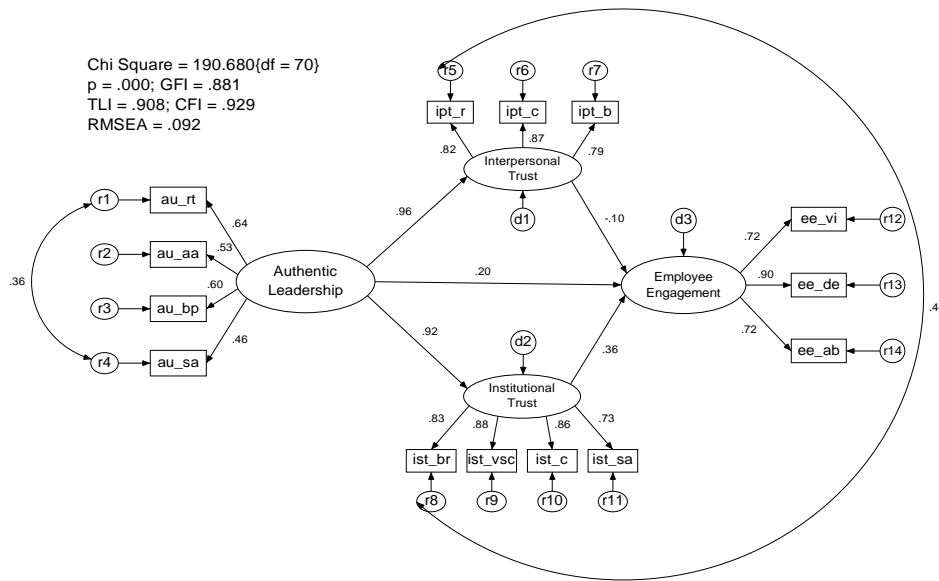 Chi Square = 190.680{df = 70}
p = .000; GFI = .881
TLI = .908; CFI = .929
RMSEA = .092
r5
r6
r7
ipt_r
ipt_c
ipt_b
.82
.87
.79
Interpersonal
Trust
r1
au_rt
.64
.96
d1
-.10
d3
ee_vi
r12
.72
r2
au_aa
.53
.36
Authentic
Leadership
.20
Employee
Engagement
.90
ee_de
r13
r3
au_bp
.60
.4
.92
d2
.36
.72
ee_ab
r14
r4
au_sa
.46
Institutional
Trust
.83
.88
.86
.73
ist_br
ist_vsc
ist_c
ist_sa
r8
r9
r10
r11